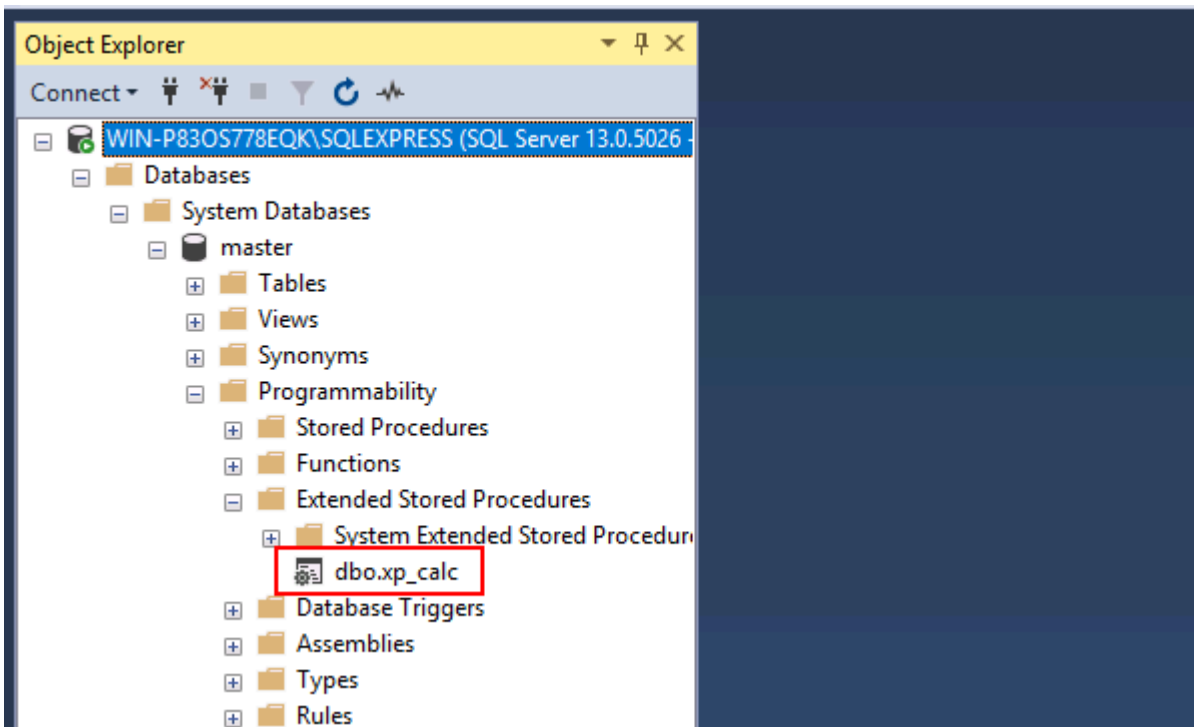 Object Explorer
Connect
WIN-P83OS778EQK\SQLEXPRESS (SQL Server 13.0.5026 -
Databases
System Databases
master
Tables
Views
Synonyms
Programmability
Stored Procedures
Functions
Extended Stored Procedures
System Extended Stored Procedur
dbo.xp_calc
Database Triggers
Assemblies
Types
Rules